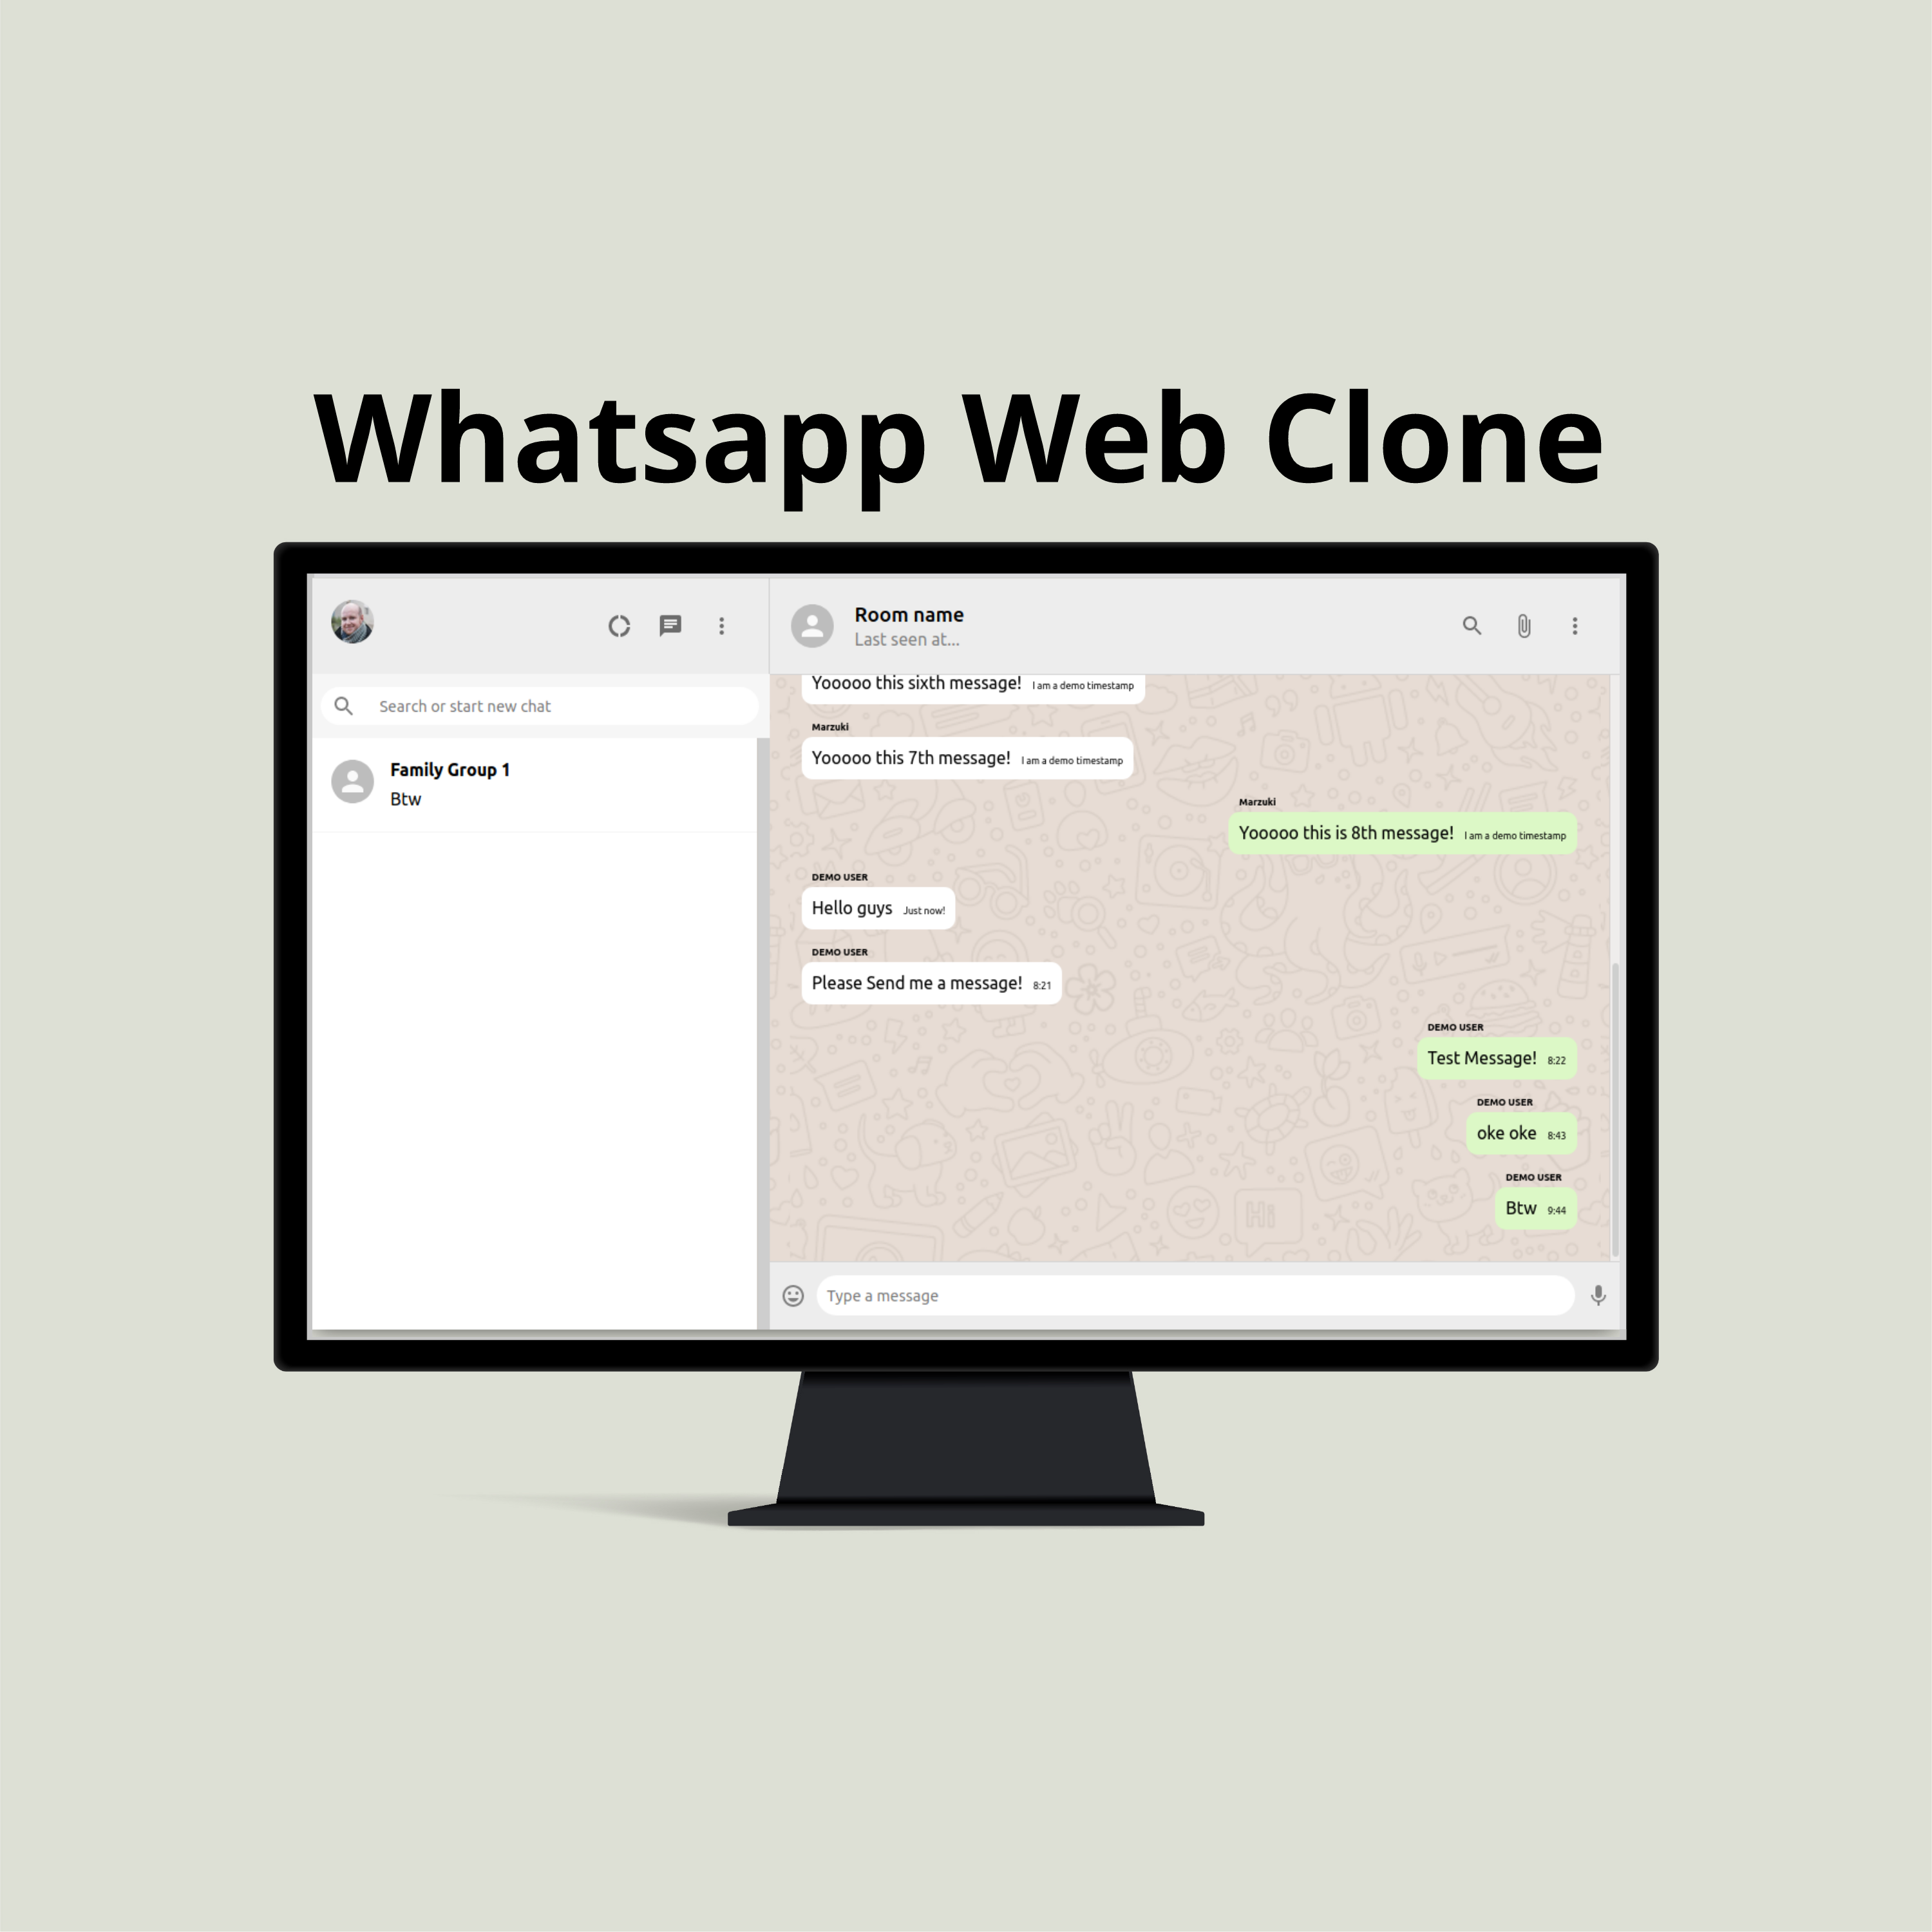 Whatsapp Web Clone
Room name
Last seen at...
Search or start new chat
Family Group 1
Btw
Yooooo this sixth message! I am a demo timestamp
Marzuki
Yooooo this 7th message! I am a demo timestamp
Marzuki
Yooooo this is 8th message! I am a demo timestamp
DEMO USER
Hello guys Just now!
DEMO USER
Please Send me a message! 8:21
DEMO USER
Test Message! 8:22
DEMO USER
oke oke 8:43
DEMO USER
Btw 9:44
Hi
Type a message